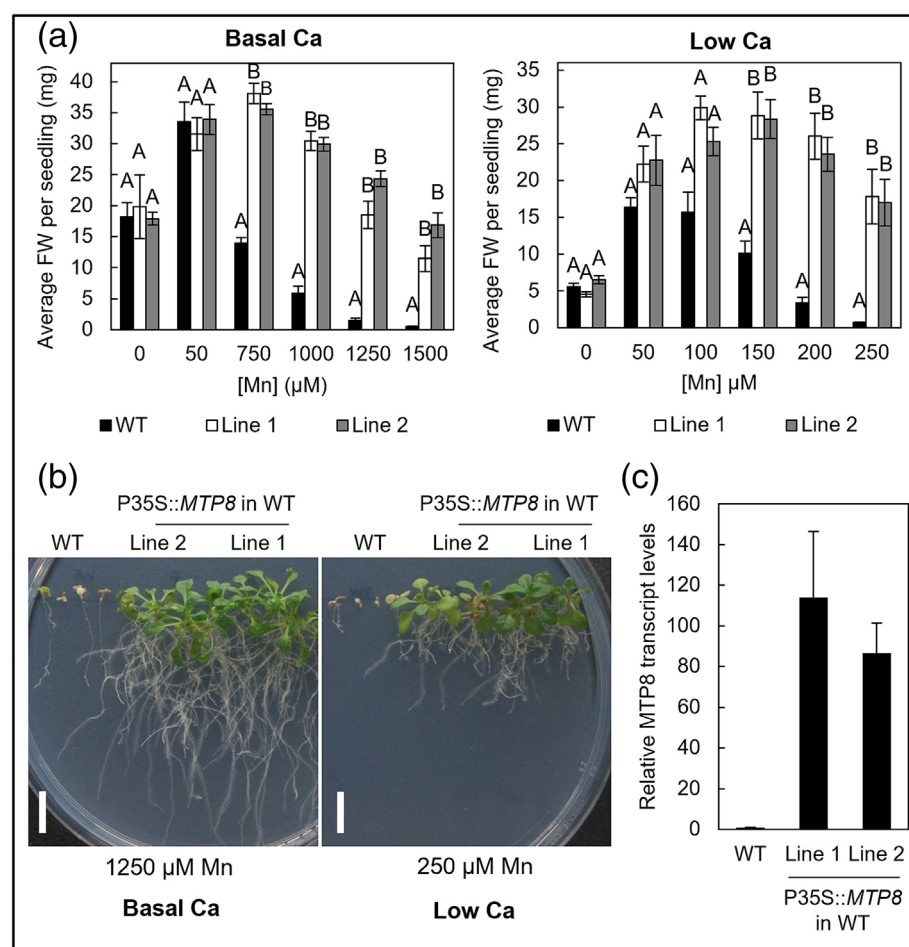 (a)
Basal Ca
Average FW per seedling (mg)
40
35
30
25
20
15
10
5
0
A A A
A A A
A B B
A B B
A B B
A B B
0 50 750 1000 1250 1500
[Mn] (µM)
WT Line 1 Line 2
Low Ca
Average FW per seedling (mg)
35
30
25
20
15
10
5
0
A A A
A A A
A A A
A B B
A B B
A B B
0 50 100 150 200 250
[Mn] µM
WT Line 1 Line 2
(b)
P35S::MTP8 in WT P35S::MTP8 in WT
WT Line 2 Line 1 WT Line 2 Line 1
1250 µM Mn 250 µM Mn
Basal Ca Low Ca
(c)
Relative MTP8 transcript levels
160
140
120
100
80
60
40
20
0
WT Line 1 Line 2
P35S::MTP8
in WT